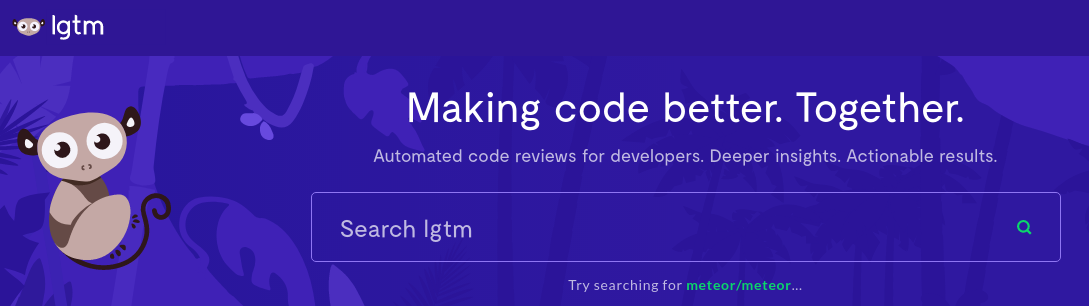 lgtm
Making code better. Together.
Automated code reviews for developers. Deeper insights. Actionable results.
Search lgtm
Try searching for meteor/meteor...